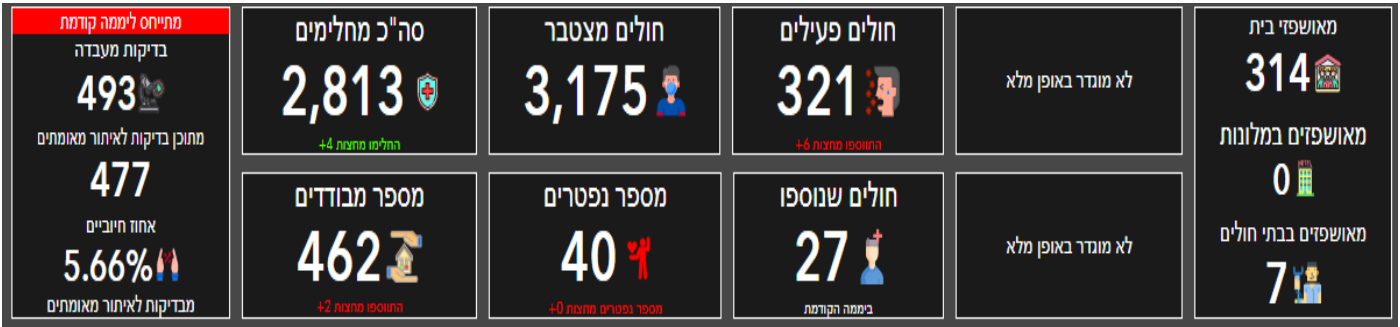 מאושפזי בית
314
מאושפזים במלונות
0
מאושפזים בבתי חולים
7
לא מוגדר באופן מלא
לא מוגדר באופן מלא
חולים פעילים
321
התווספו מחצות 6+
חולים שנוספו
27
ביממה הקודמת
חולים מצטבר
3,175
מספר נפטרים
40
מספר נפטרים מחצות 0+
סה"כ מחלימים
2,813
החלימו מחצות 4+
מספר מבודדים
462
התווספו מחצות 2+
מתייחס ליממה קודמת
בדיקות מעבדה
493
מתוכן בדיקות לאיתור מאומתים
477
אחוז חיוביים
5.66%
מבדיקות לאיתור מאומתים